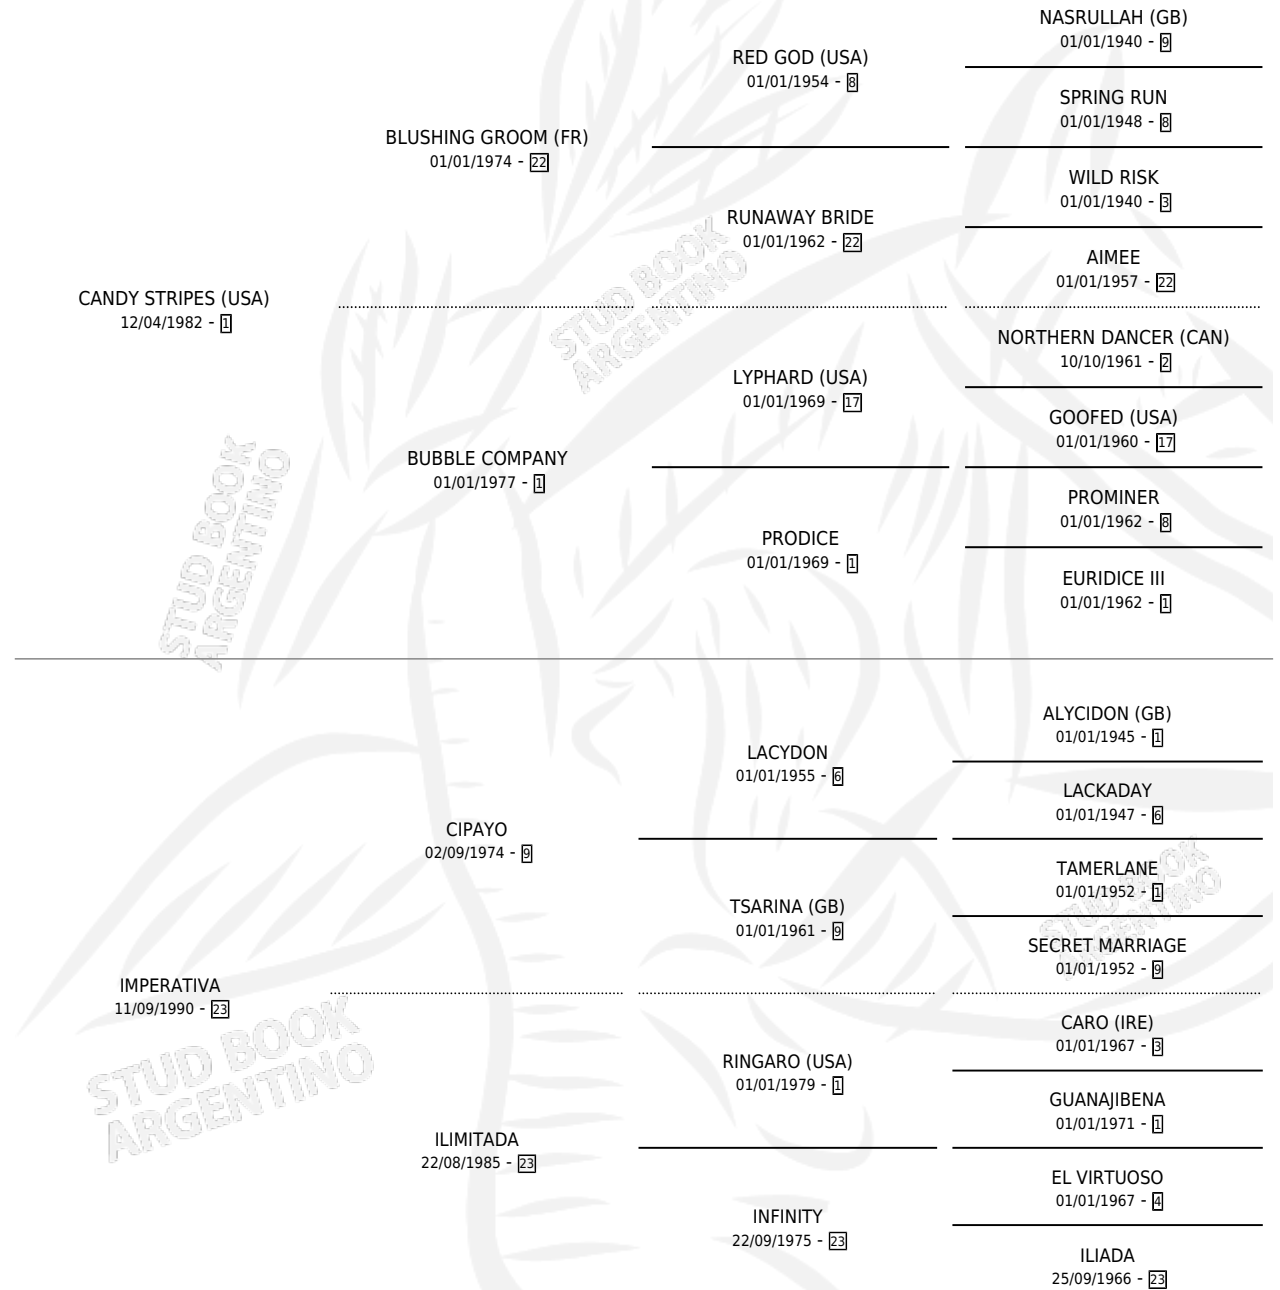 NASRULLAH (GB)
01/01/1940 - 9
RED GOD (USA)
01/01/1954 - 8
SPRING RUN
01/01/1948 - 8
BLUSHING GROOM (FR)
01/01/1974 - 22
WILD RISK
01/01/1940 - 3
RUNAWAY BRIDE
01/01/1962 - 22
AIMEE
01/01/1957 - 22
CANDY STRIPES (USA)
12/04/1982 - 1
NORTHERN DANCER (CAN)
10/10/1961 - 2
LYPHARD (USA)
01/01/1969 - 17
GOOFED (USA)
01/01/1960 - 17
BUBBLE COMPANY
01/01/1977 - 1
PROMINER
01/01/1962 - 8
PRODICE
01/01/1969 - 1
EURIDICE III
01/01/1962 - 1
ALYCIDON (GB)
01/01/1945 - 1
LACYDON
01/01/1955 - 6
LACKADAY
01/01/1947 - 6
CIPAYO
02/09/1974 - 9
TAMERLANE
01/01/1952 - 1
TSARINA (GB)
01/01/1961 - 9
SECRET MARRIAGE
01/01/1952 - 9
IMPERATIVA
11/09/1990 - 23
CARO (IRE)
01/01/1967 - 3
RINGARO (USA)
01/01/1979 - 1
GUANAJIBENA
01/01/1971 - 1
ILIMITADA
22/08/1985 - 23
EL VIRTUOSO
01/01/1967 - 4
INFINITY
22/09/1975 - 23
ILIADA
25/09/1966 - 23
STUD BOOK
ARGENTINO
STUD BOOK
ARGENTINO
STUD BOOK
ARGENTINO
STUD BOOK
ARGENTINO